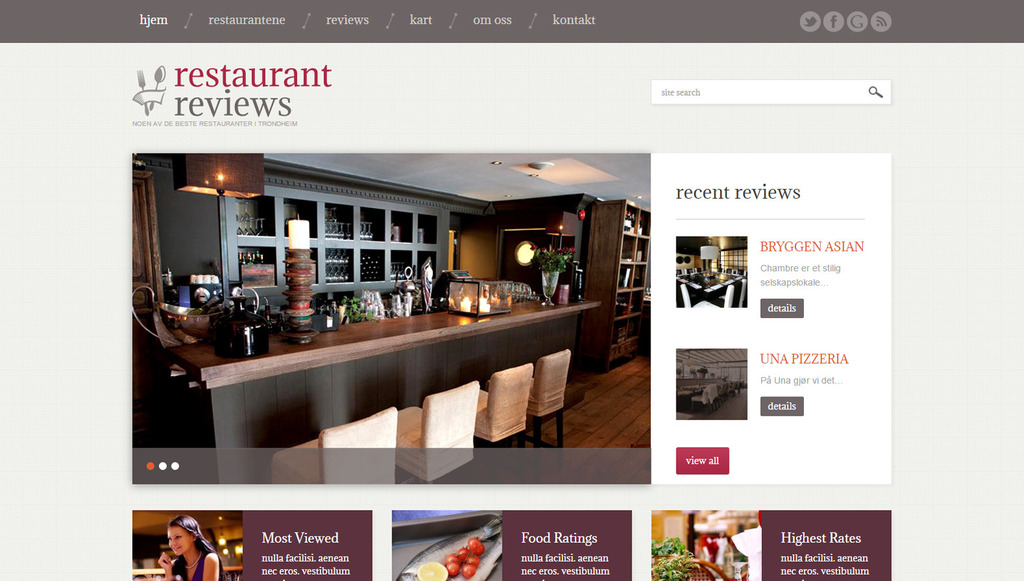 hjem
restaurantene
reviews
kart
om oss
kontakt
restaurant
reviews
NOEN AV DE BESTE RESTAURANTER I TRONDHEIM
site search
recent reviews
BRYGGEN ASIAN
Chambre er et stilig
selskapslokale...
details
UNA PIZZERIA
På Una gjør vi det...
details
view all
Most Viewed
nulla facilisi. aenean
nec eros. vestibulum
Food Ratings
nulla facilisi. aenean
nec eros. vestibulum
Highest Rates
nulla facilisi. aenean
nec eros. vestibulum